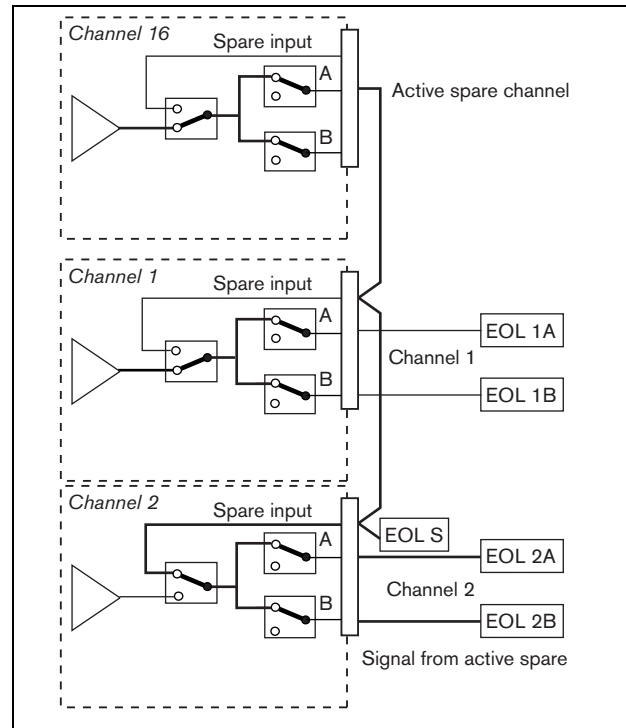 Channel 16
Spare input
A
Active spare channel
B
Channel 1
Spare input
A
EOL 1A
Channel 1
B
EOL 1B
Channel 2
Spare input
A
EOL S
EOL 2A
Channel 2
B
EOL 2B
Signal from active spare